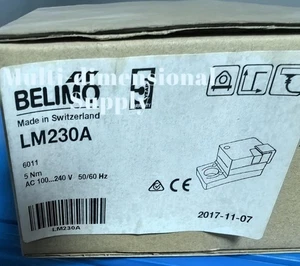 Multi-dimensional
Supply
BELIMO
Made in Switzerland
LM230A
6011
5 Nm
AC 100...240 V 50/60 Hz
CE
LM230A
2017-11-07